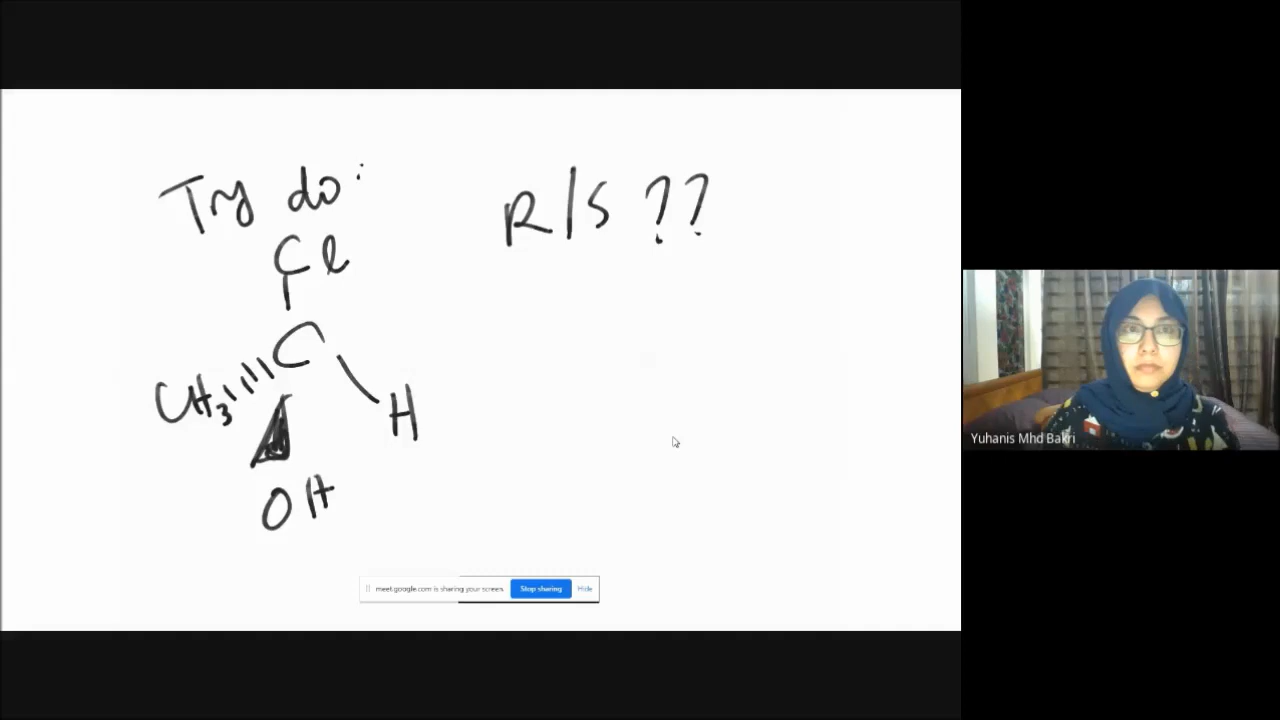 Try do:
R/S ??
Cl
C
CH3
H
OH
meet.google.com is sharing your screen. Stop sharing Hide
Yuhanis Mhd Bakri